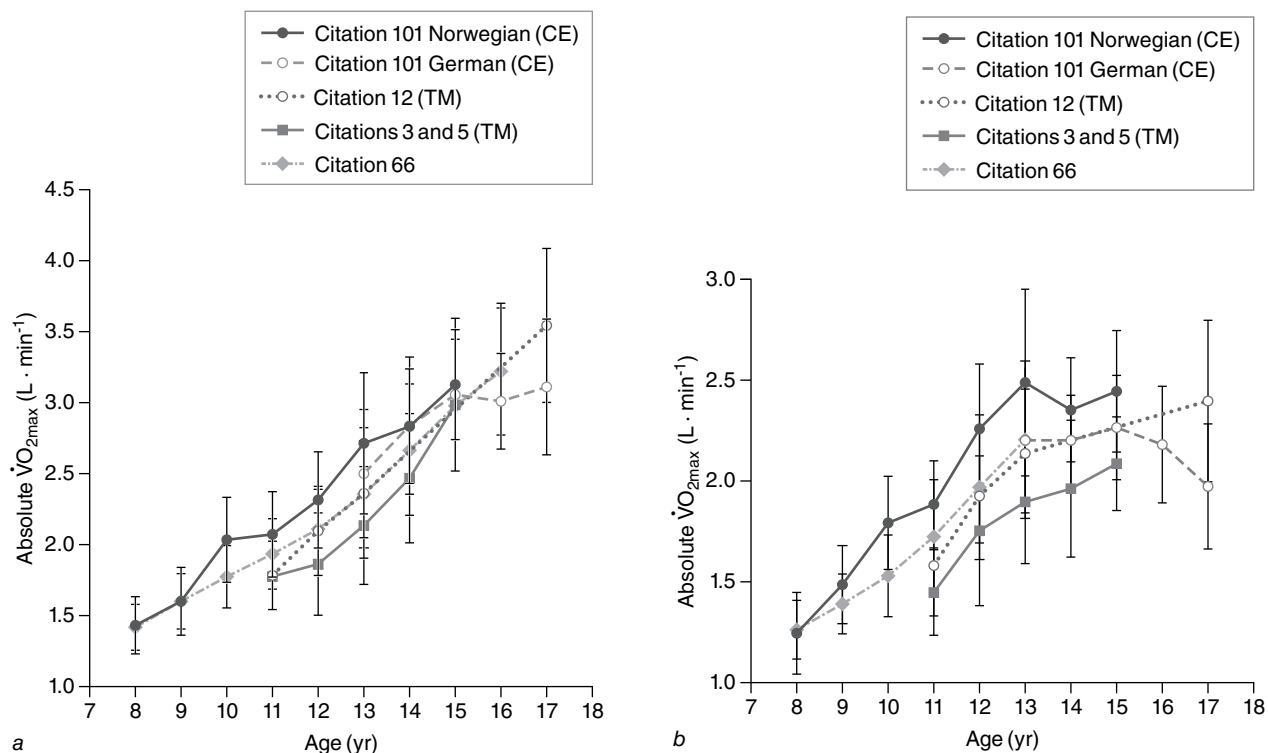 Citation 101 Norwegian (CE)
Citation 101 German (CE)
Citation 12 (TM)
Citations 3 and 5 (TM)
Citation 66
4.5
4.0
3.5
3.0
2.5
2.0
1.5
1.0
Absolute V̇O2max (L · min-1)
7 8 9 10 11 12 13 14 15 16 17 18
Age (yr)
a
Citation 101 Norwegian (CE)
Citation 101 German (CE)
Citation 12 (TM)
Citations 3 and 5 (TM)
Citation 66
3.0
2.5
2.0
1.5
1.0
Absolute V̇O2max (L · min-1)
7 8 9 10 11 12 13 14 15 16 17 18
Age (yr)
b